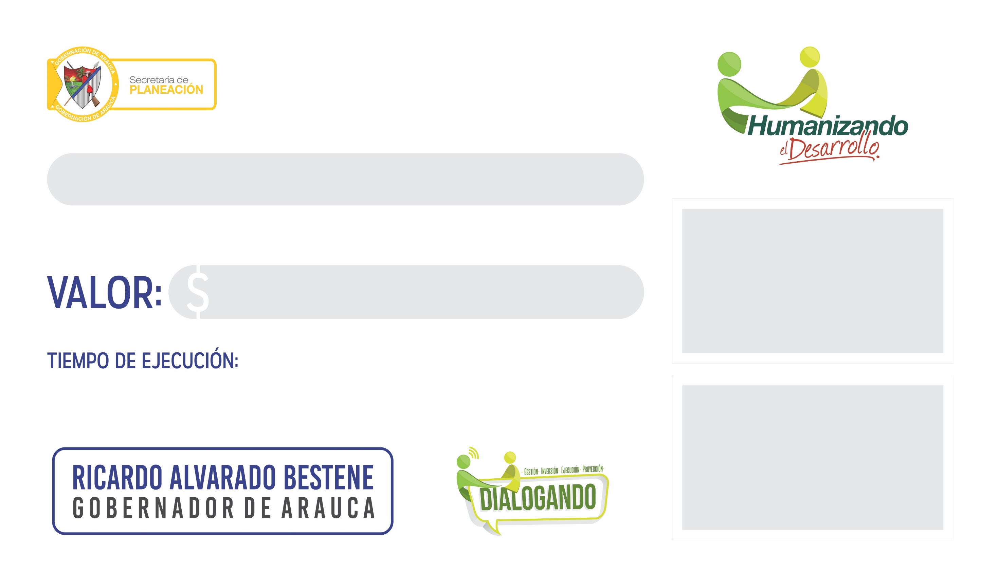 GOBERNACIÓN DE ARAUCA
Secretaría de
PLANEACIÓN
GOBERNACIÓN DE ARAUCA
Humanizando
el Desarrollo
VALOR: $
TIEMPO DE EJECUCIÓN:
RICARDO ALVARADO BESTENE
GOBERNADOR DE ARAUCA
· GESTIÓN · INVERSIÓN · EJECUCIÓN · PROYECCIÓN ·
DIALOGANDO